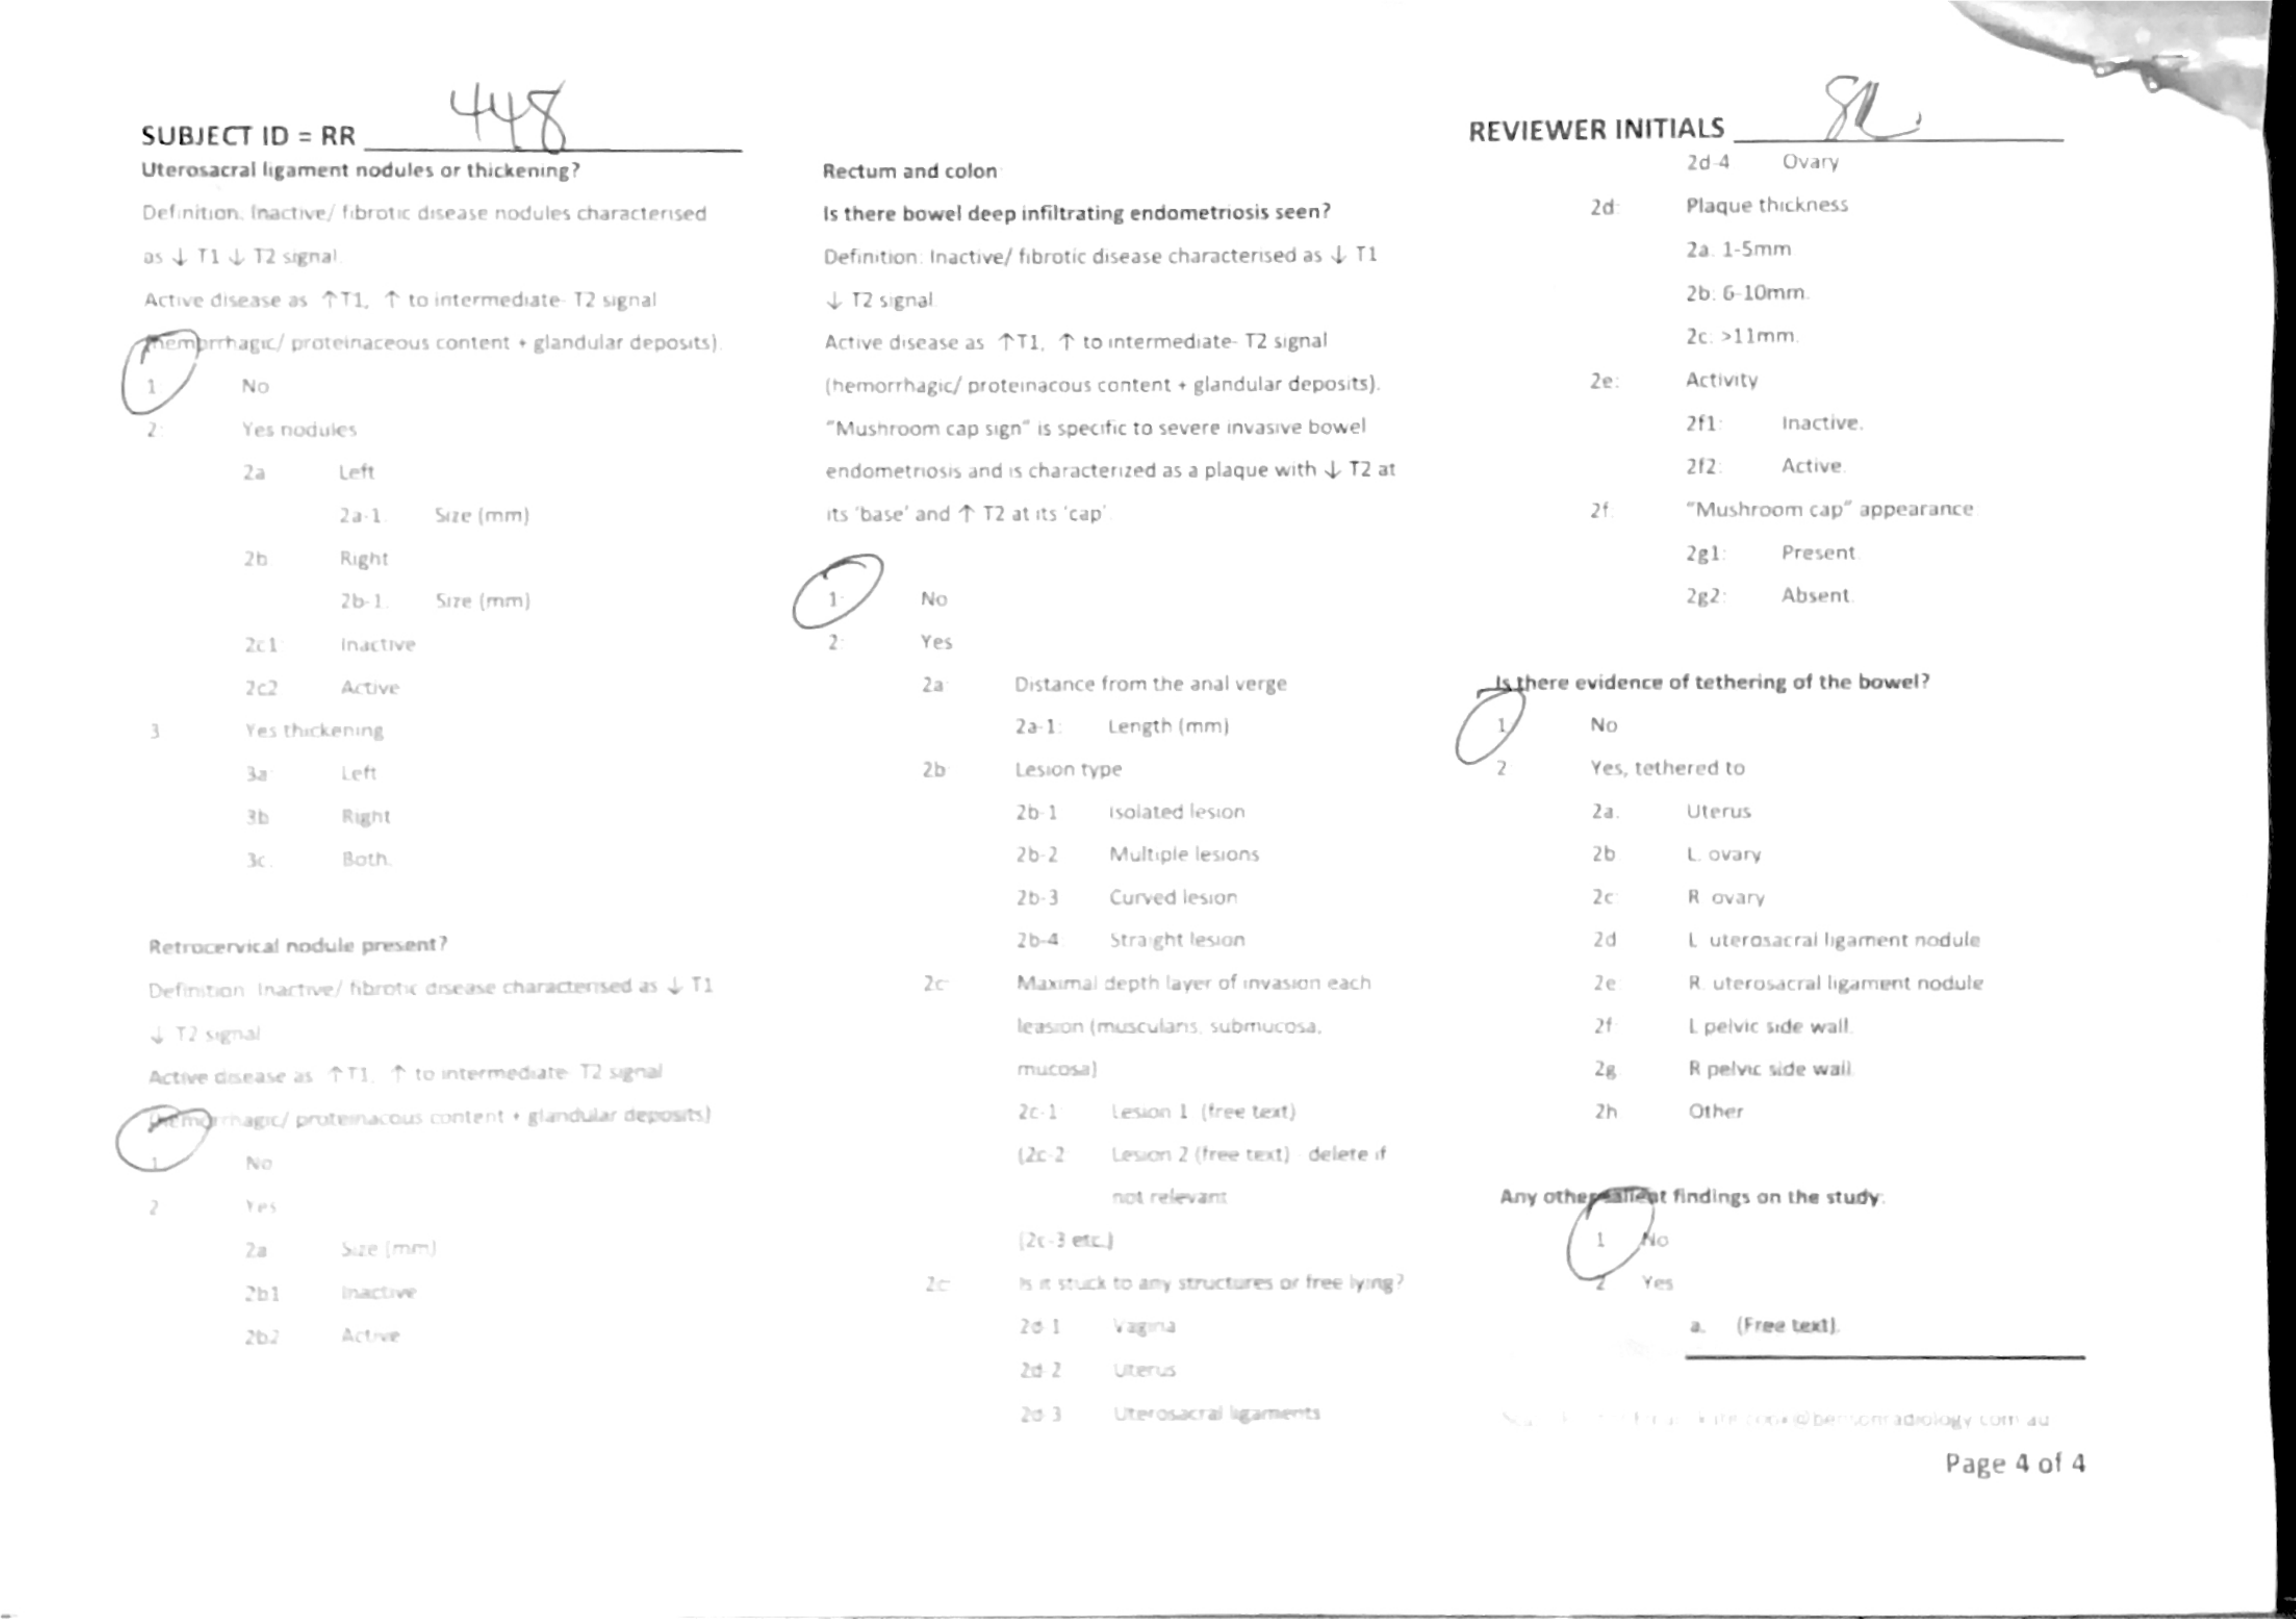 SUBJECT ID = RR 448
Uterosacral ligament nodules or thickening?
Definition. Inactive/ fibrotic disease nodules characterised
as ↓ T1 ↓ T2 signal.
Active disease as ↑T1, ↑ to intermediate- T2 signal
(hemorrhagic/ proteinaceous content + glandular deposits).
1: No
2: Yes nodules
2a Left
2a-1. Size (mm)
2b Right
2b-1. Size (mm)
2c1: Inactive
2c2 Active
3 Yes thickening
3a: Left
3b Right
3c. Both.
Retrocervical nodule present?
Definition Inactive/ fibrotic disease characterised as ↓ T1
↓ T2 signal
Active disease as ↑T1, ↑ to intermediate- T2 signal
(hemorrhagic/ proteinacous content + glandular deposits)
1 No
2 Yes
2a Size (mm)
2b1 Inactive
2b2 Active
Rectum and colon:
Is there bowel deep infiltrating endometriosis seen?
Definition: Inactive/ fibrotic disease characterised as ↓ T1
↓ T2 signal.
Active disease as ↑T1, ↑ to intermediate- T2 signal
(hemorrhagic/ proteinacous content + glandular deposits).
"Mushroom cap sign" is specific to severe invasive bowel
endometriosis and is characterized as a plaque with ↓ T2 at
its 'base' and ↑ T2 at its 'cap'.
1: No
2: Yes
2a: Distance from the anal verge
2a-1: Length (mm)
2b: Lesion type
2b-1 Isolated lesion
2b-2 Multiple lesions
2b-3 Curved lesion
2b-4 Straight lesion
2c: Maximal depth layer of invasion each
leasion (muscularis, submucosa,
mucosa)
2c-1: Lesion 1 (free text)
(2c-2: Lesion 2 (free text) delete if
not relevant
(2c-3 etc.)
2c: Is it stuck to any structures or free lying?
2d-1 Vagina
2d-2 Uterus
2d-3 Uterosacral ligaments
REVIEWER INITIALS
2d-4 Ovary
2d: Plaque thickness
2a. 1-5mm
2b: 6-10mm.
2c: >11mm.
2e: Activity
2f1: Inactive.
2f2: Active.
2f: "Mushroom cap" appearance:
2g1: Present.
2g2: Absent.
Is there evidence of tethering of the bowel?
1 No
2 Yes, tethered to
2a. Uterus
2b L. ovary
2c: R ovary
2d L uterosacral ligament nodule
2e R. uterosacral ligament nodule
2f: L pelvic side wall.
2g R pelvic side wall.
2h Other
Any other salient findings on the study:
1 No
2 Yes
a. (Free text).
Page 4 of 4